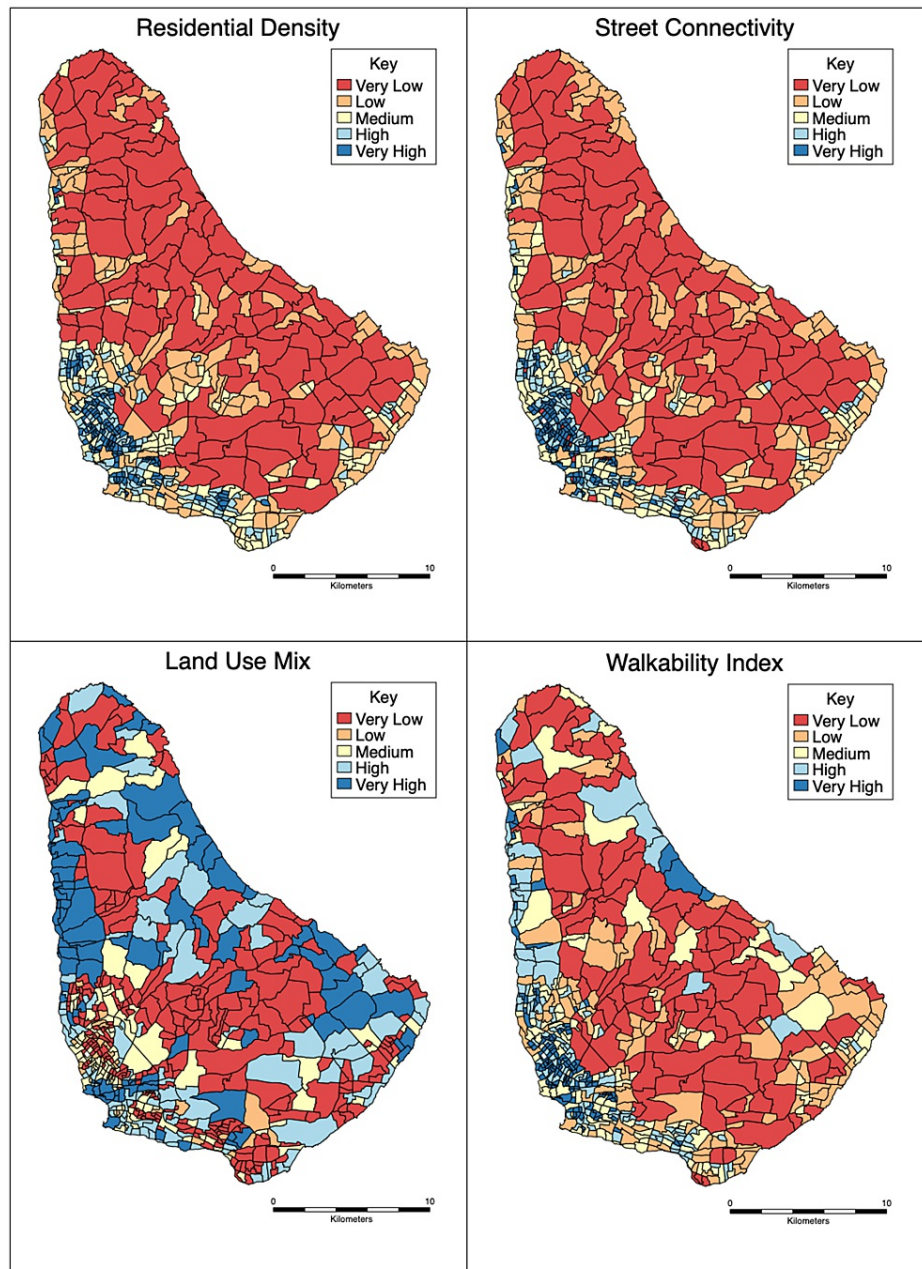 Residential Density
Key
Very Low
Low
Medium
High
Very High
0 10
Kilometers
Street Connectivity
Key
Very Low
Low
Medium
High
Very High
0 10
Kilometers
Land Use Mix
Key
Very Low
Low
Medium
High
Very High
0 10
Kilometers
Walkability Index
Key
Very Low
Low
Medium
High
Very High
0 10
Kilometers